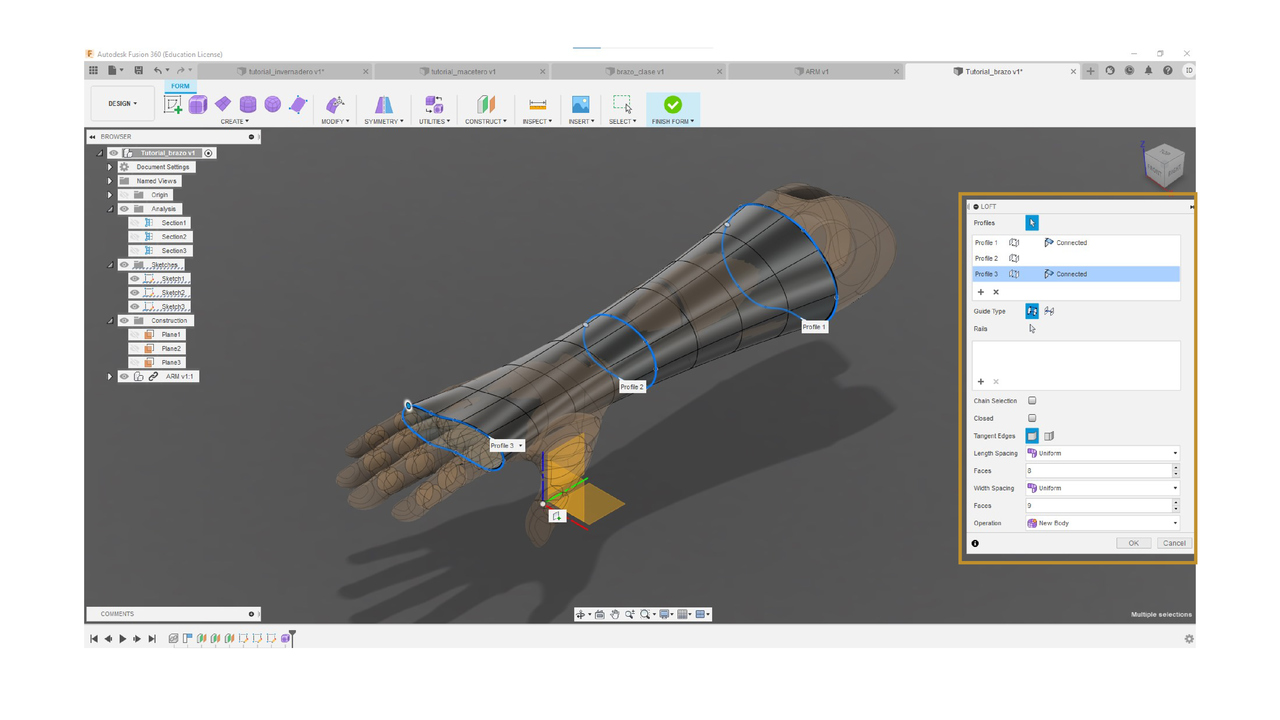 Autodesk Fusion 360 (Education License)
tutorial_invernadero v1*
tutorial_macetero v1*
brazo_clase v1
ARM v1
Tutorial_brazo v1*
ID
FORM
DESIGN
CREATE
MODIFY
SYMMETRY
UTILITIES
CONSTRUCT
INSPECT
INSERT
SELECT
FINISH FORM
BROWSER
Tutorial_brazo v1
Document Settings
Named Views
Origin
Analysis
Section1
Section2
Section3
Sketches
Sketch1
Sketch2
Sketch3
Construction
Plane1
Plane2
Plane3
ARM v1:1
Z
TOP
FRONT
RIGHT
Profile 1
Profile 2
Profile 3
LOFT
Profiles
Profile 1 Connected
Profile 2
Profile 3 Connected
Guide Type
Rails
Chain Selection
Closed
Tangent Edges
Length Spacing Uniform
Faces 8
Width Spacing Uniform
Faces 9
Operation New Body
OK Cancel
COMMENTS
Multiple selections